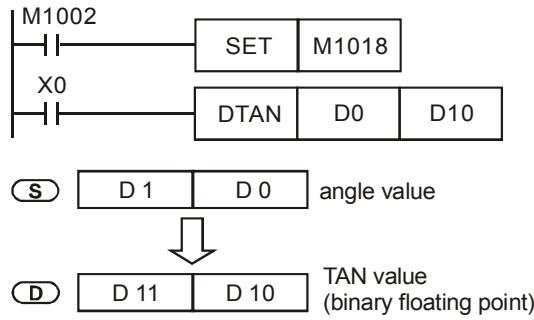 M1002
SET M1018
X0
DTAN D0 D10
S D 1 D 0 angle value
D D 11 D 10 TAN value
(binary floating point)